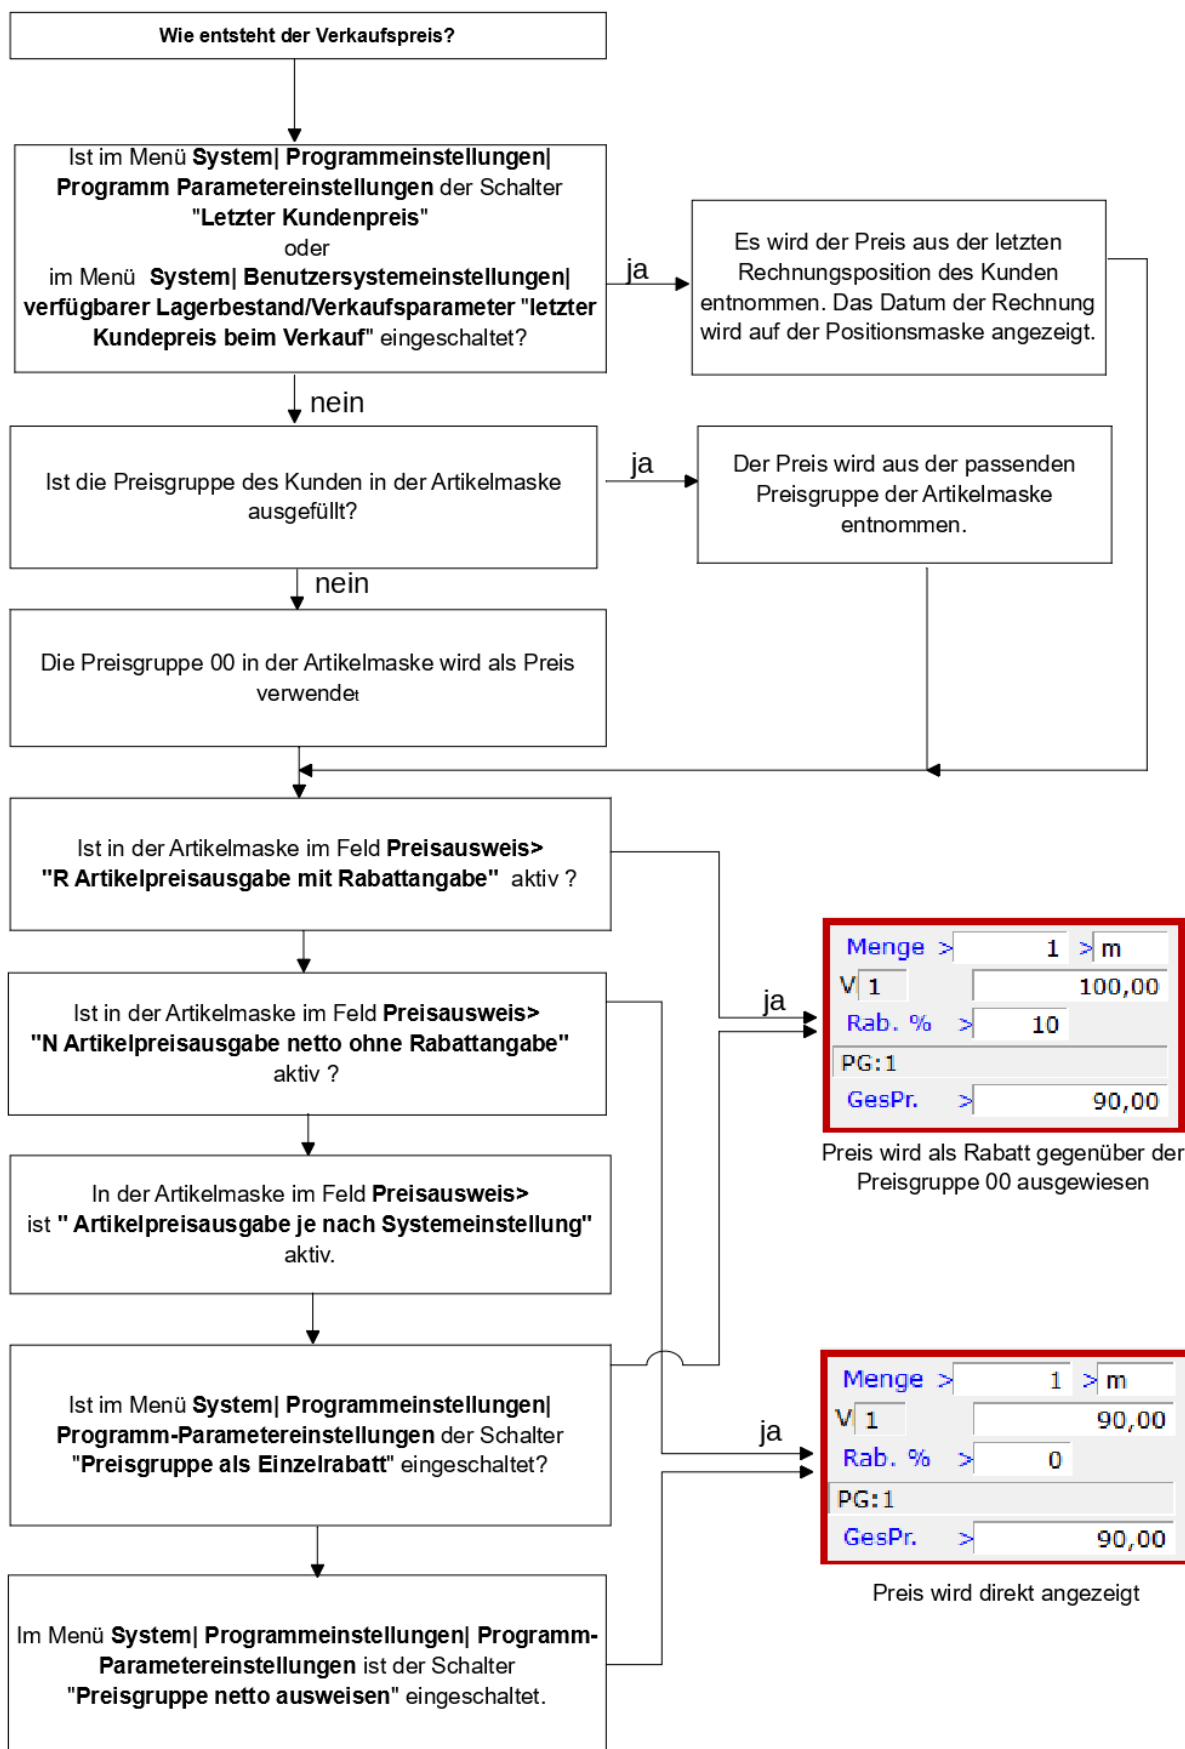 Wie entsteht der Verkaufspreis?
Ist im Menü System| Programmeinstellungen|
Programm Parametereinstellungen der Schalter
"Letzter Kundenpreis"
oder
im Menü System| Benutzersystemeinstellungen|
verfügbarer Lagerbestand/Verkaufsparameter "letzter
Kundepreis beim Verkauf" eingeschaltet?
ja
Es wird der Preis aus der letzten
Rechnungsposition des Kunden
entnommen. Das Datum der Rechnung
wird auf der Positionsmaske angezeigt.
nein
Ist die Preisgruppe des Kunden in der Artikelmaske
ausgefüllt?
ja
Der Preis wird aus der passenden
Preisgruppe der Artikelmaske
entnommen.
nein
Die Preisgruppe 00 in der Artikelmaske wird als Preis
verwendet
Ist in der Artikelmaske im Feld Preisausweis>
"R Artikelpreisausgabe mit Rabattangabe" aktiv ?
Ist in der Artikelmaske im Feld Preisausweis>
"N Artikelpreisausgabe netto ohne Rabattangabe"
aktiv ?
ja
Menge > 1 > m
V 1 100,00
Rab. % > 10
PG:1
GesPr. > 90,00
Preis wird als Rabatt gegenüber der
Preisgruppe 00 ausgewiesen
In der Artikelmaske im Feld Preisausweis>
ist " Artikelpreisausgabe je nach Systemeinstellung"
aktiv.
Ist im Menü System| Programmeinstellungen|
Programm-Parametereinstellungen der Schalter
"Preisgruppe als Einzelrabatt" eingeschaltet?
ja
Menge > 1 > m
V 1 90,00
Rab. % > 0
PG:1
GesPr. > 90,00
Preis wird direkt angezeigt
Im Menü System| Programmeinstellungen| Programm-
Parametereinstellungen ist der Schalter
"Preisgruppe netto ausweisen" eingeschaltet.